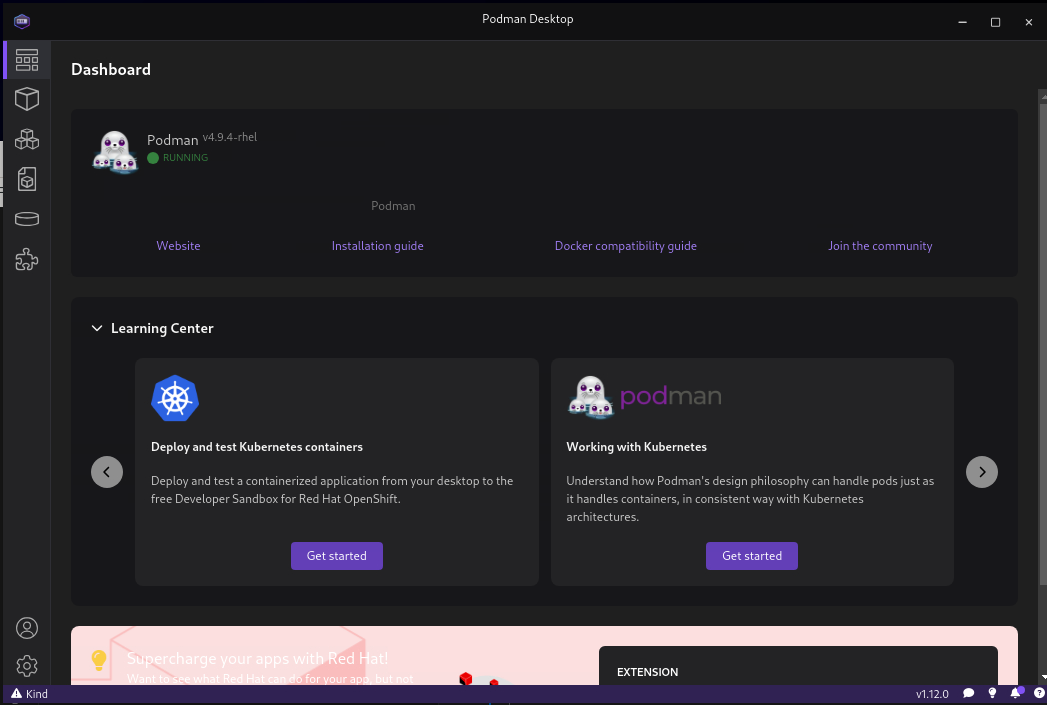 Podman Desktop
Dashboard
Podman v4.9.4-rhel
RUNNING
Podman
Website
Installation guide
Docker compatibility guide
Join the community
Learning Center
Deploy and test Kubernetes containers
Deploy and test a containerized application from your desktop to the
free Developer Sandbox for Red Hat OpenShift.
Get started
podman
Working with Kubernetes
Understand how Podman's design philosophy can handle pods just as
it handles containers, in consistent way with Kubernetes
architectures.
Get started
Supercharge your apps with Red Hat!
Want to see what Red Hat can do for your app, but not
EXTENSION
Kind
v1.12.0